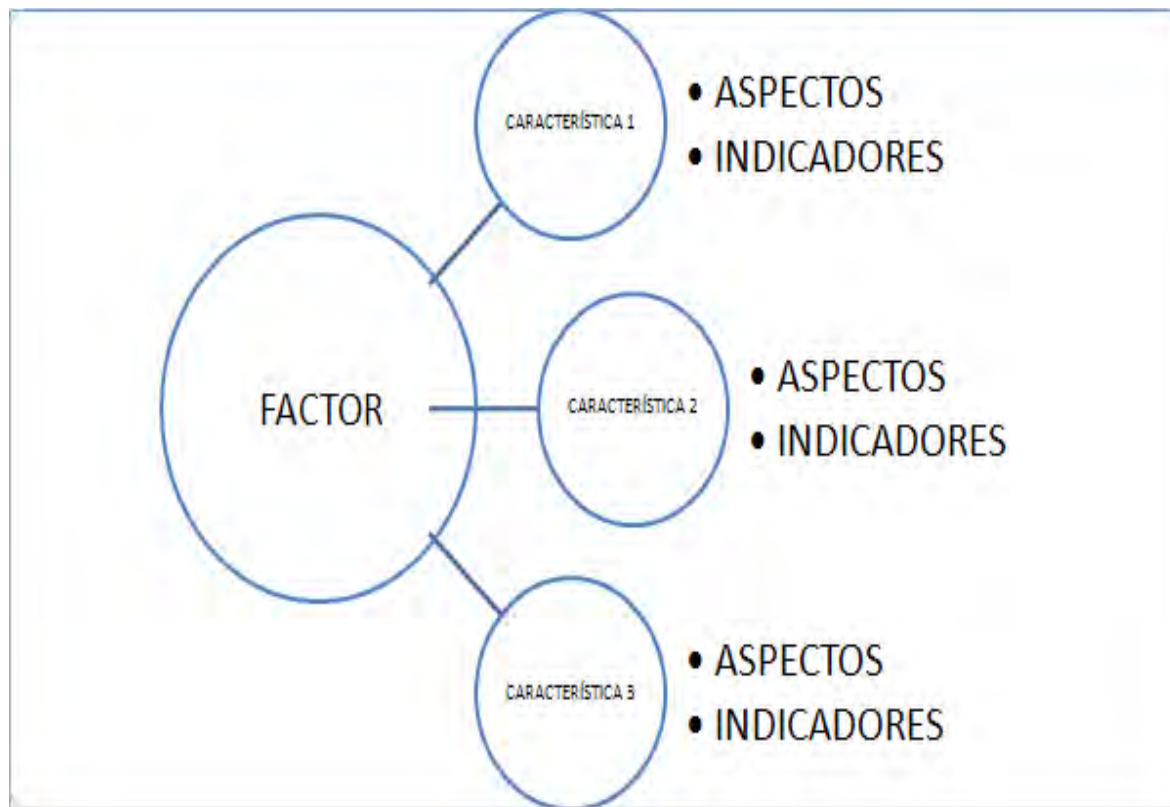 CARACTERÍSTICA 1
• ASPECTOS
• INDICADORES
FACTOR
CARACTERÍSTICA 2
• ASPECTOS
• INDICADORES
CARACTERÍSTICA 3
• ASPECTOS
• INDICADORES